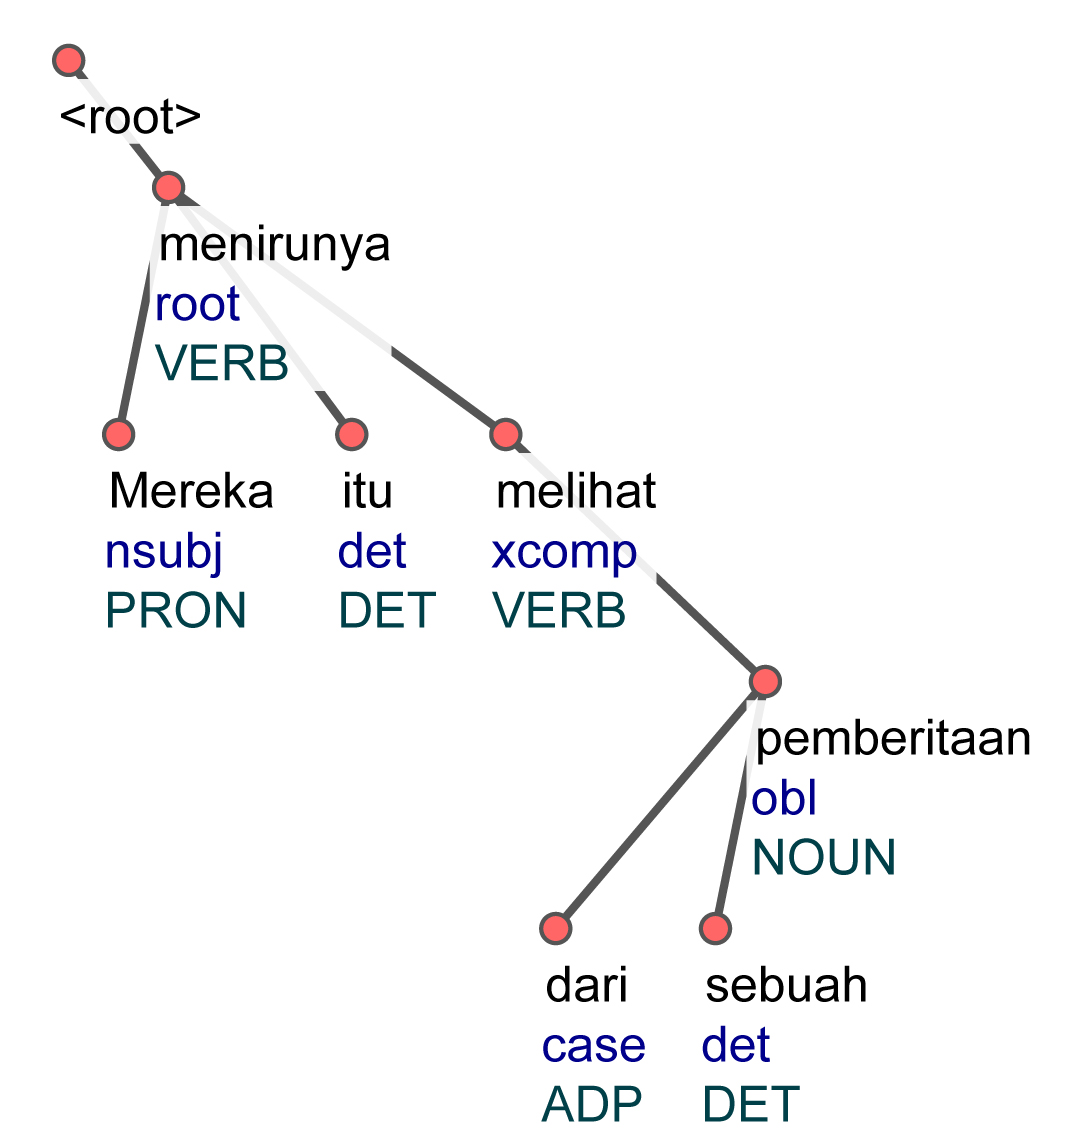 <root>
menirunya
root
VERB
Mereka itu melihat
nsubj det xcomp
PRON DET VERB
pemberitaan
obl
NOUN
dari sebuah
case det
ADP DET